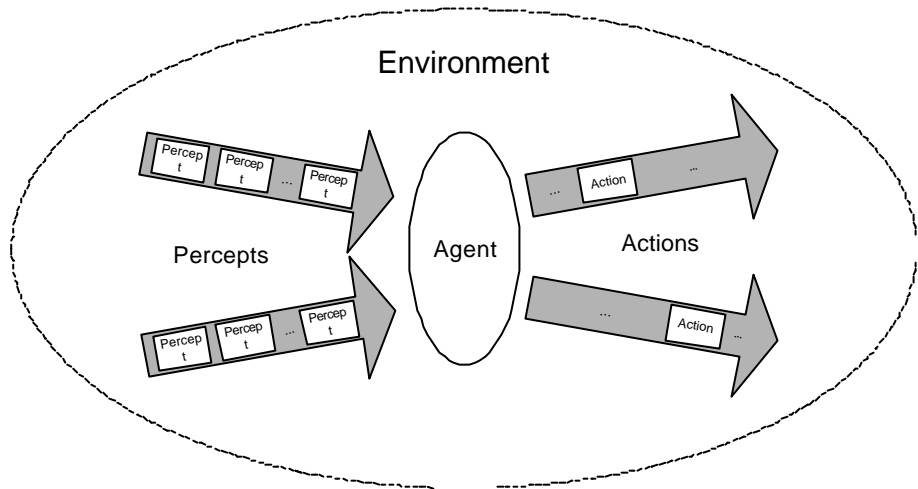 Environment
Percep
t
Percep
t
...
Percep
t
...
Action
...
Percepts
Agent
Actions
Percep
t
Percep
t
...
Percep
t
...
Action
...